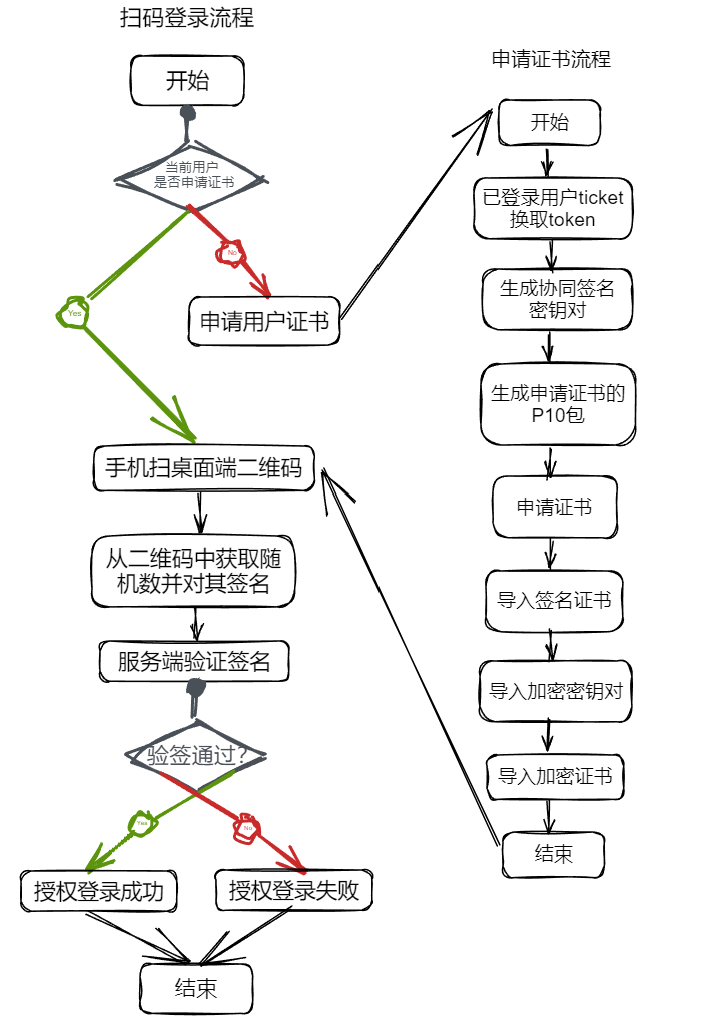 扫码登录流程
开始
当前用户
是否申请证书
No
Yes
申请用户证书
手机扫桌面端二维码
从二维码中获取随
机数并对其签名
服务端验证签名
验签通过?
Yes
No
授权登录成功
授权登录失败
结束
申请证书流程
开始
已登录用户ticket
换取token
生成协同签名
密钥对
生成申请证书的
P10包
申请证书
导入签名证书
导入加密密钥对
导入加密证书
结束